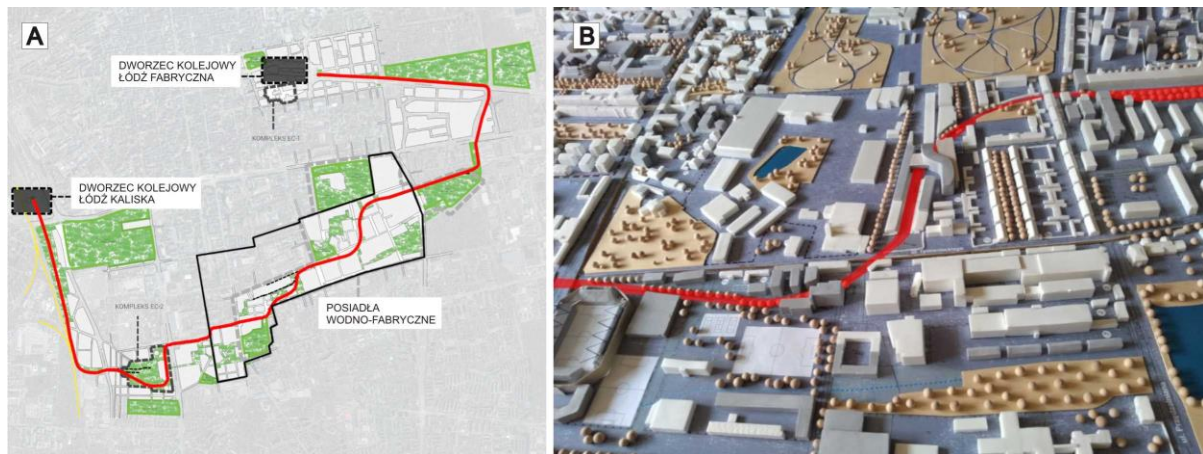 A
DWORZEC KOLEJOWY
ŁÓDŹ FABRYCZNA
KOMPLEKS EC-1
DWORZEC KOLEJOWY
ŁÓDŹ KALISKA
KOMPLEKS EC-2
POSIADŁA
WODNO-FABRYCZNE
B